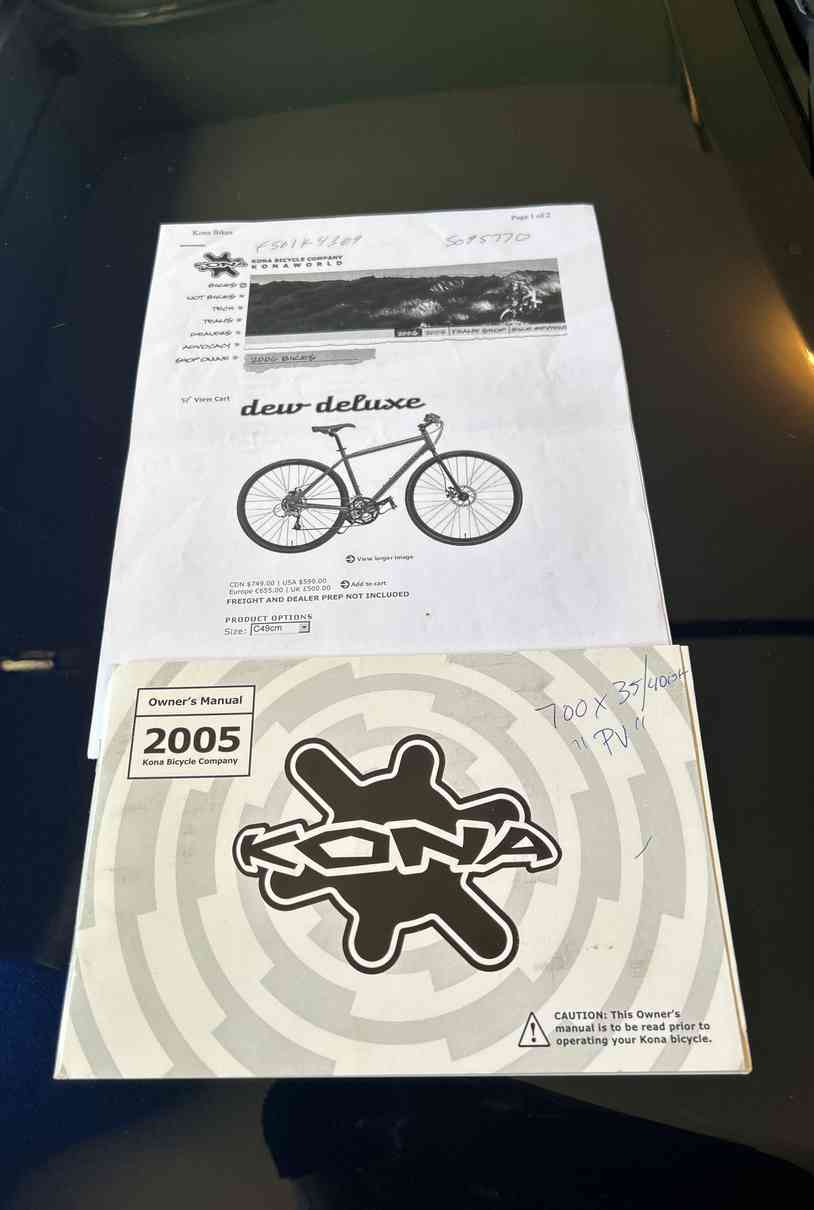 Page 1 of 2
Kona Bikes
F501K4309 5095770
KONA
KONA BICYCLE COMPANY
KONAWORLD
BIKES
NOT BIKES
TECH
TEAMS
DEALERS
ADVOCACY
SHOP ONLINE
2006 BIKES
View Cart
dew deluxe
View larger image
CDN $749.00 | USA $599.00
Add to cart
Europe €655.00 | UK £500.00
FREIGHT AND DEALER PREP NOT INCLUDED
PRODUCT OPTIONS
Size: C49cm
Owner's Manual
2005
Kona Bicycle Company
700 X 35/40
"PV"
KONA
CAUTION: This Owner's
manual is to be read prior to
operating your Kona bicycle.